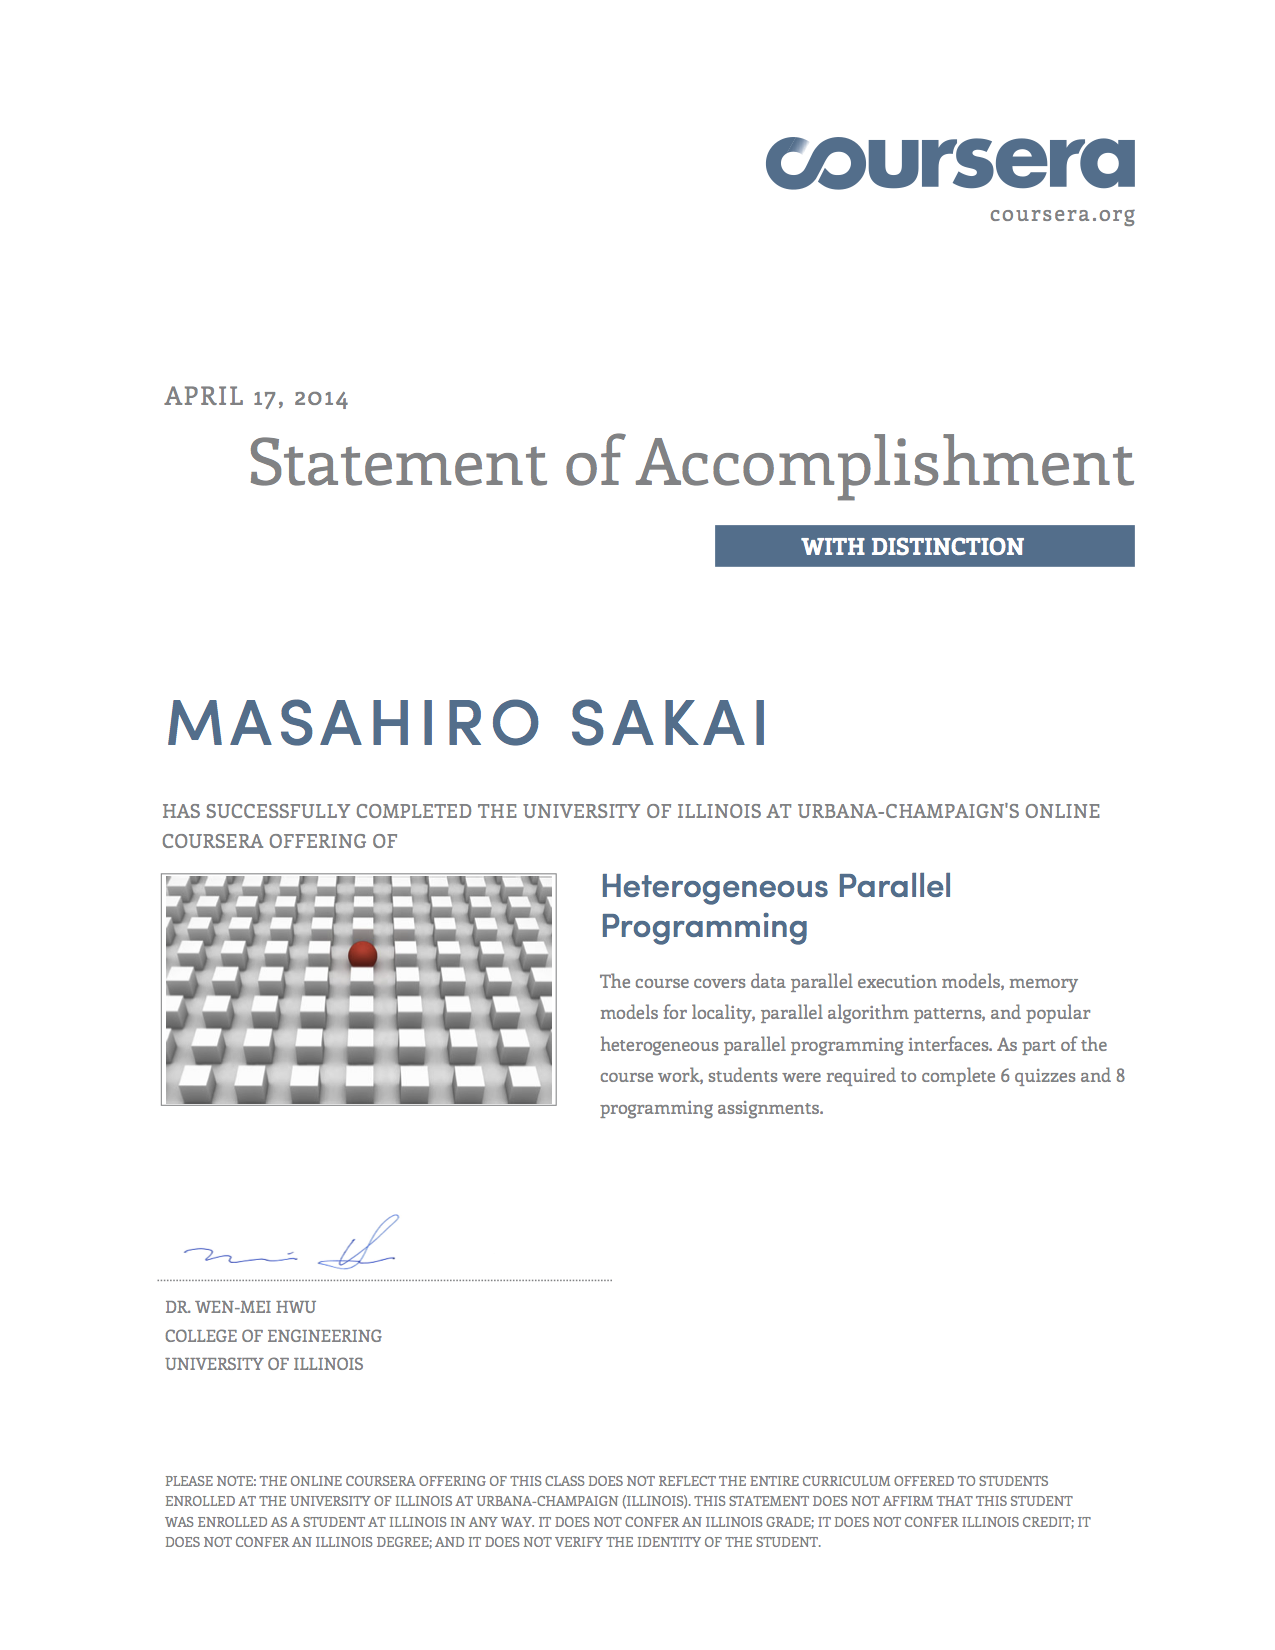 coursera
coursera.org
APRIL 17, 2014
Statement of Accomplishment
WITH DISTINCTION
MASAHIRO SAKAI
HAS SUCCESSFULLY COMPLETED THE UNIVERSITY OF ILLINOIS AT URBANA-CHAMPAIGN'S ONLINE
COURSERA OFFERING OF
Heterogeneous Parallel
Programming
The course covers data parallel execution models, memory
models for locality, parallel algorithm patterns, and popular
heterogeneous parallel programming interfaces. As part of the
course work, students were required to complete 6 quizzes and 8
programming assignments.
DR. WEN-MEI HWU
COLLEGE OF ENGINEERING
UNIVERSITY OF ILLINOIS
PLEASE NOTE: THE ONLINE COURSERA OFFERING OF THIS CLASS DOES NOT REFLECT THE ENTIRE CURRICULUM OFFERED TO STUDENTS
ENROLLED AT THE UNIVERSITY OF ILLINOIS AT URBANA-CHAMPAIGN (ILLINOIS). THIS STATEMENT DOES NOT AFFIRM THAT THIS STUDENT
WAS ENROLLED AS A STUDENT AT ILLINOIS IN ANY WAY. IT DOES NOT CONFER AN ILLINOIS GRADE; IT DOES NOT CONFER ILLINOIS CREDIT; IT
DOES NOT CONFER AN ILLINOIS DEGREE; AND IT DOES NOT VERIFY THE IDENTITY OF THE STUDENT.